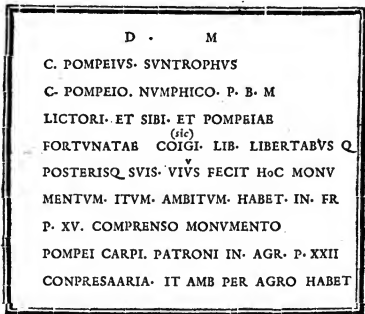 D · M
C. POMPEIVS· SVNTROPHVS
C- POMPEIO. NVMPHICO· P· B· M
LICTORI· ET SIBI· ET POMPEIAE
(sic)
FORTVNATAE COIGI· LIB· LIBERTABVS Q
v
POSTERISQ SVIS· VIVS FECIT HoC MONV
MENTVM· ITVM· AMBITVM· HABET· IN· FR
P· XV. COMPRENSO MONVMENTO
POMPEI CARPI. PATRONI IN· AGR· P· XXII
CONPRESAARIA· IT AMB PER AGRO HABET